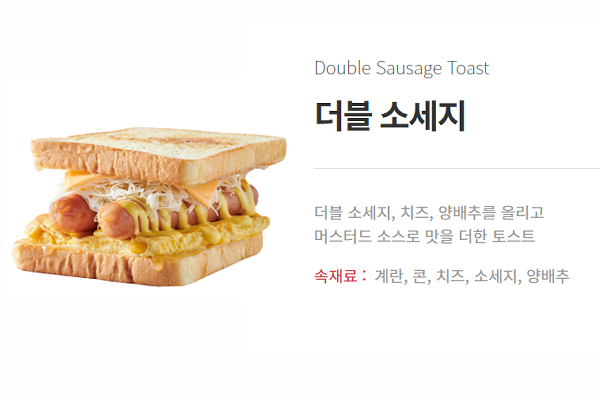 Double Sausage Toast
더블 소세지
더블 소세지, 치즈, 양배추를 올리고
머스터드 소스로 맛을 더한 토스트
속재료 : 계란, 콘, 치즈, 소세지, 양배추